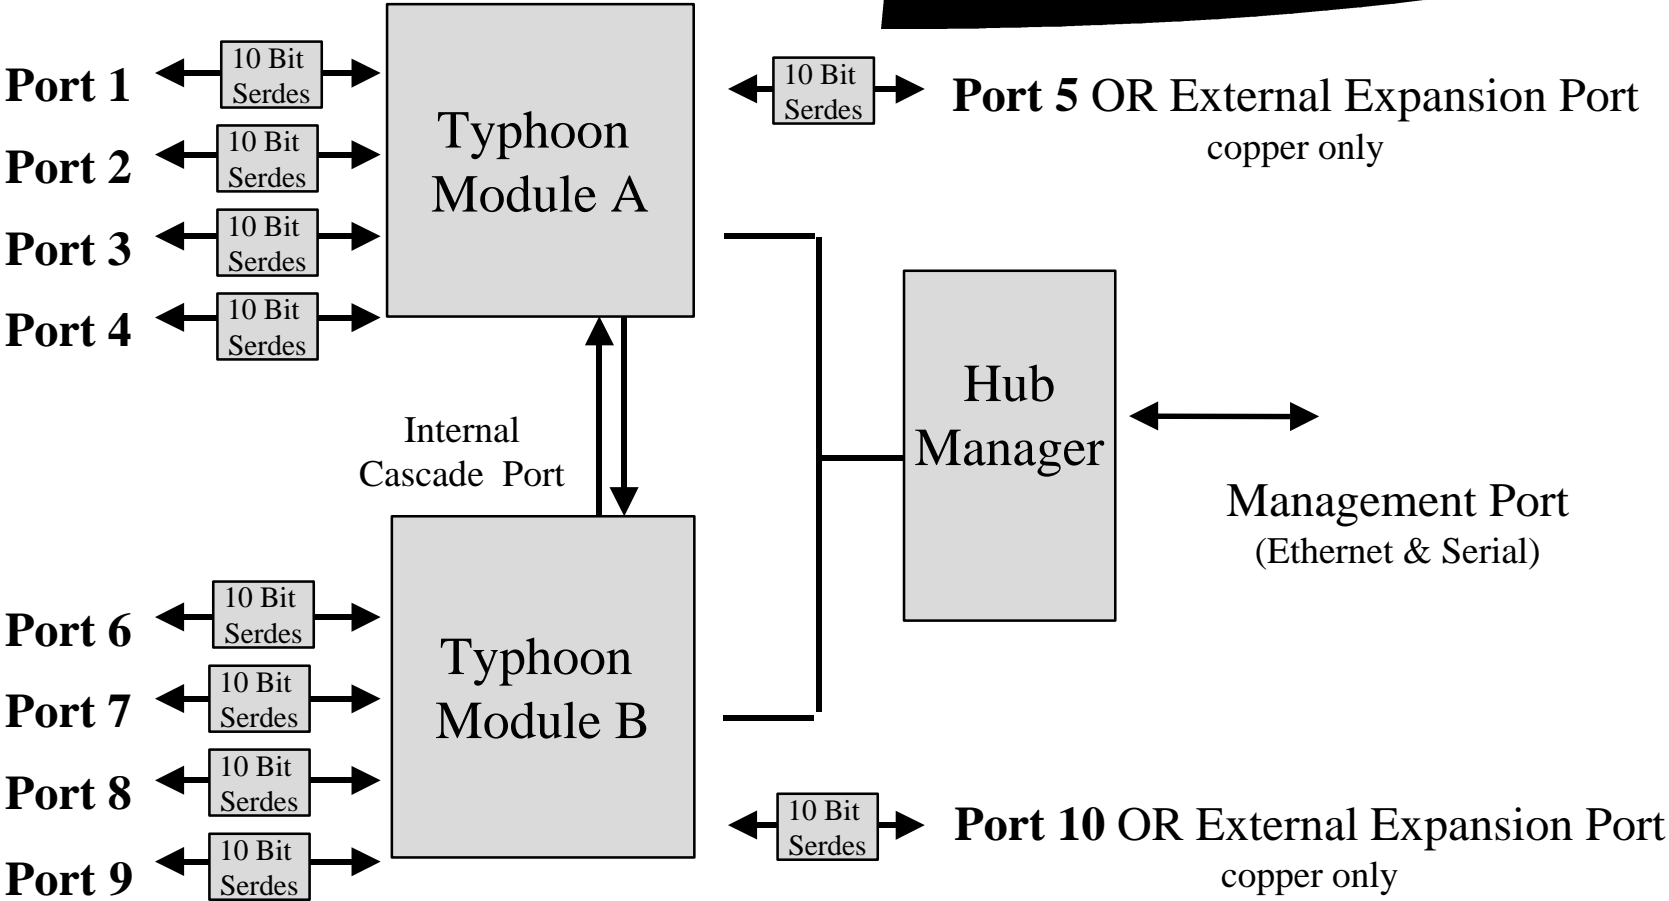 Port 1
10 Bit
Serdes
Port 2
10 Bit
Serdes
Port 3
10 Bit
Serdes
Port 4
10 Bit
Serdes
Typhoon
Module A
10 Bit
Serdes
Port 5 OR External Expansion Port
copper only
Internal
Cascade Port
Hub
Manager
Management Port
(Ethernet & Serial)
Port 6
10 Bit
Serdes
Port 7
10 Bit
Serdes
Port 8
10 Bit
Serdes
Port 9
10 Bit
Serdes
Typhoon
Module B
10 Bit
Serdes
Port 10 OR External Expansion Port
copper only